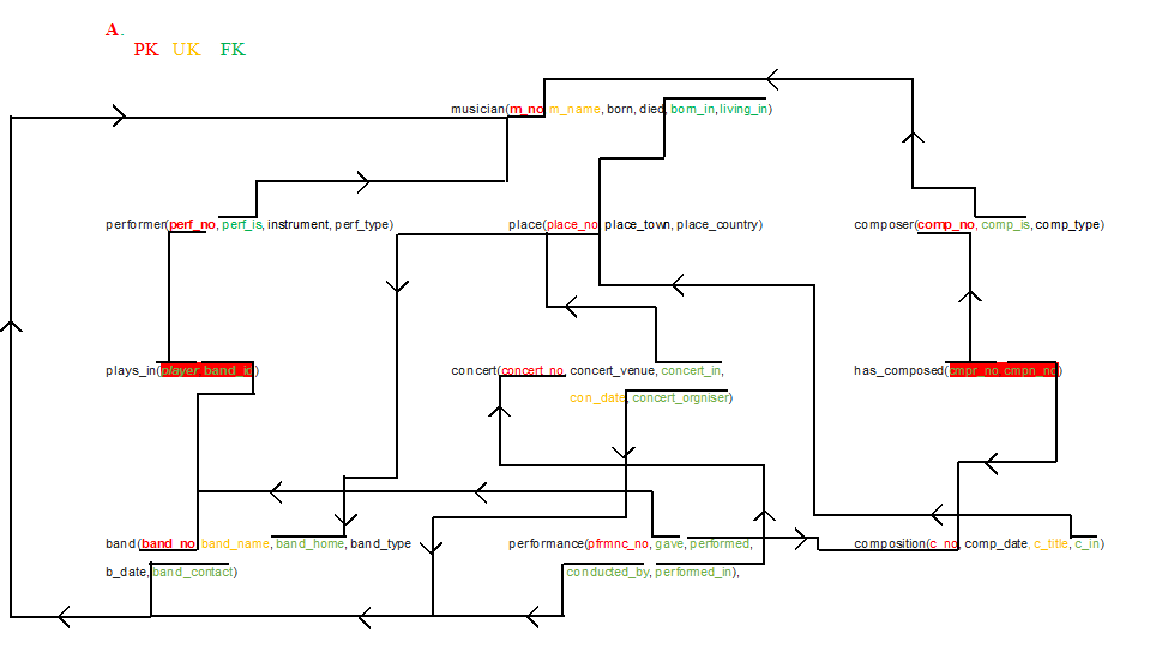 A.
PK UK FK
musician(m_no, m_name, born, died, born_in, living_in)
performer(perf_no, perf_is, instrument, perf_type)
place(place_no, place_town, place_country)
composer(comp_no, comp_is, comp_type)
plays_in(player band_id)
concert(concert_no, concert_venue, concert_in,
has_composed(cmpr_no cmpn_no)
con_date, concert_orgniser)
band(band_no, band_name, band_home, band_type
performance(pfrmnc_no, gave, performed,
composition(c_no, comp_date, c_title, c_in)
b_date, band_contact)
conducted_by, performed_in),